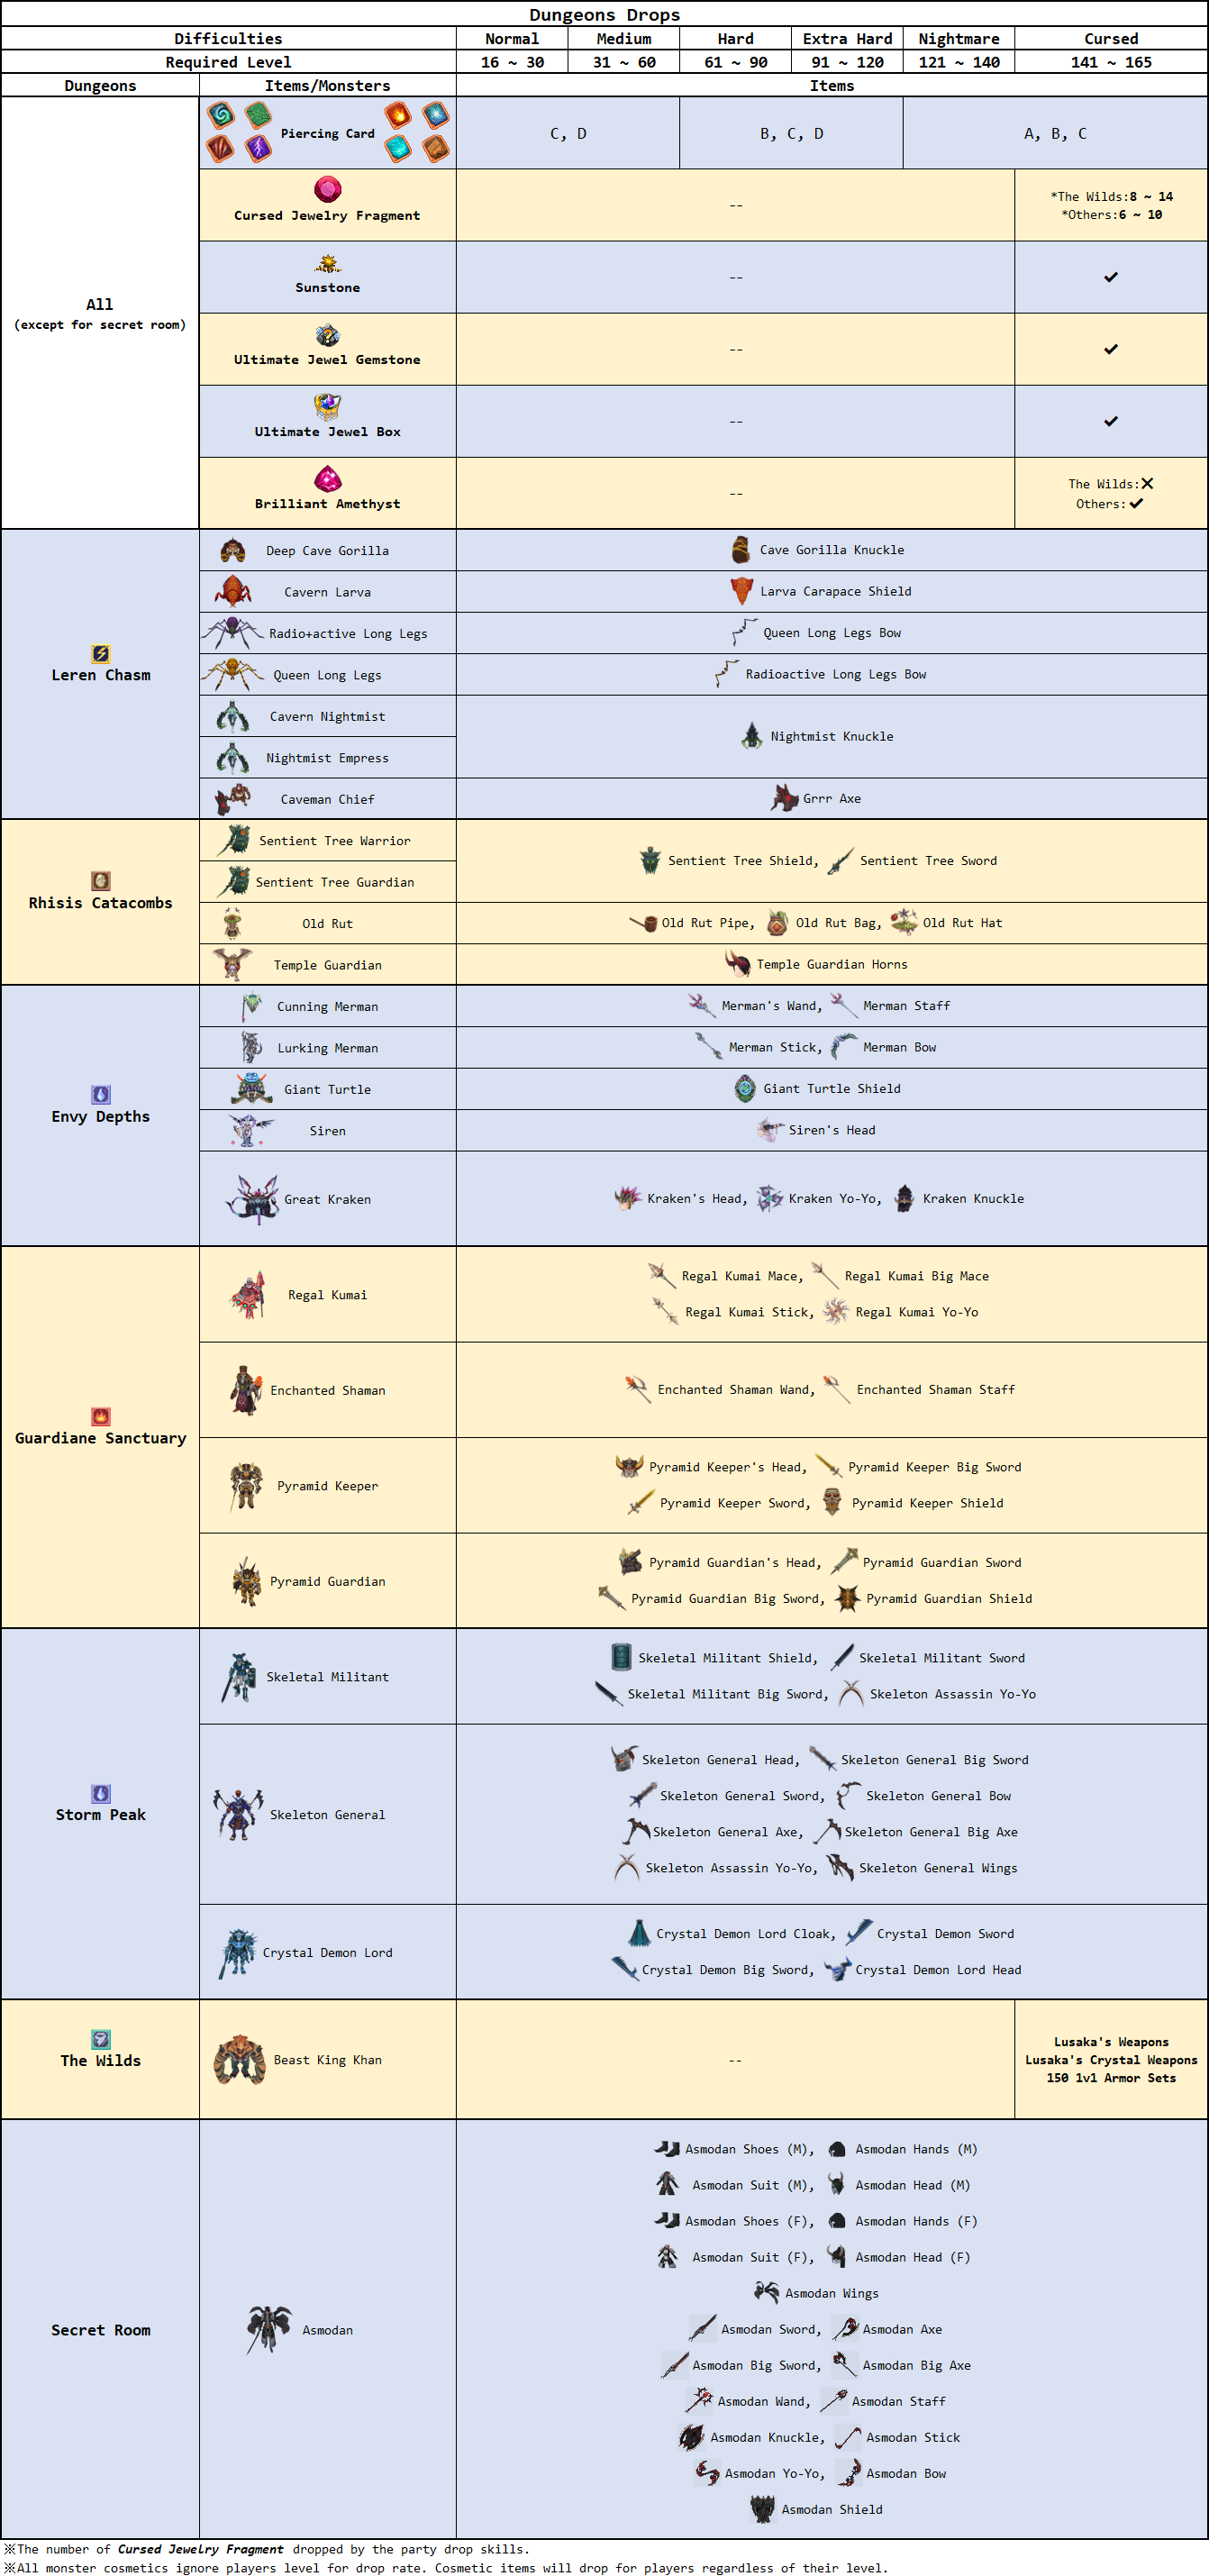 Dungeons Drops
Difficulties Normal Medium Hard Extra Hard Nightmare Cursed
Required Level 16 ~ 30 31 ~ 60 61 ~ 90 91 ~ 120 121 ~ 140 141 ~ 165
Dungeons Items/Monsters Items
All
(except for secret room)
Piercing Card C, D B, C, D A, B, C
Cursed Jewelry Fragment -- *The Wilds:8 ~ 14
*Others:6 ~ 10
Sunstone -- ✔
Ultimate Jewel Gemstone -- ✔
Ultimate Jewel Box -- ✔
Brilliant Amethyst -- The Wilds:✕
Others:✔
Leren Chasm
Deep Cave Gorilla Cave Gorilla Knuckle
Cavern Larva Larva Carapace Shield
Radio+active Long Legs Queen Long Legs Bow
Queen Long Legs Radioactive Long Legs Bow
Cavern Nightmist
Nightmist Knuckle
Nightmist Empress
Caveman Chief Grrr Axe
Rhisis Catacombs
Sentient Tree Warrior
Sentient Tree Shield, Sentient Tree Sword
Sentient Tree Guardian
Old Rut Old Rut Pipe, Old Rut Bag, Old Rut Hat
Temple Guardian Temple Guardian Horns
Envy Depths
Cunning Merman Merman's Wand, Merman Staff
Lurking Merman Merman Stick, Merman Bow
Giant Turtle Giant Turtle Shield
Siren Siren's Head
Great Kraken Kraken's Head, Kraken Yo-Yo, Kraken Knuckle
Guardiane Sanctuary
Regal Kumai
Regal Kumai Mace, Regal Kumai Big Mace
Regal Kumai Stick, Regal Kumai Yo-Yo
Enchanted Shaman Enchanted Shaman Wand, Enchanted Shaman Staff
Pyramid Keeper
Pyramid Keeper's Head, Pyramid Keeper Big Sword
Pyramid Keeper Sword, Pyramid Keeper Shield
Pyramid Guardian
Pyramid Guardian's Head, Pyramid Guardian Sword
Pyramid Guardian Big Sword, Pyramid Guardian Shield
Storm Peak
Skeletal Militant
Skeletal Militant Shield, Skeletal Militant Sword
Skeletal Militant Big Sword, Skeleton Assassin Yo-Yo
Skeleton General
Skeleton General Head, Skeleton General Big Sword
Skeleton General Sword, Skeleton General Bow
Skeleton General Axe, Skeleton General Big Axe
Skeleton Assassin Yo-Yo, Skeleton General Wings
Crystal Demon Lord
Crystal Demon Lord Cloak, Crystal Demon Sword
Crystal Demon Big Sword, Crystal Demon Lord Head
The Wilds
Beast King Khan --
Lusaka's Weapons
Lusaka's Crystal Weapons
150 lvl Armor Sets
Secret Room
Asmodan
Asmodan Shoes (M), Asmodan Hands (M)
Asmodan Suit (M), Asmodan Head (M)
Asmodan Shoes (F), Asmodan Hands (F)
Asmodan Suit (F), Asmodan Head (F)
Asmodan Wings
Asmodan Sword, Asmodan Axe
Asmodan Big Sword, Asmodan Big Axe
Asmodan Wand, Asmodan Staff
Asmodan Knuckle, Asmodan Stick
Asmodan Yo-Yo, Asmodan Bow
Asmodan Shield
※The number of Cursed Jewelry Fragment dropped by the party drop skills.
※All monster cosmetics ignore players level for drop rate. Cosmetic items will drop for players regardless of their level.